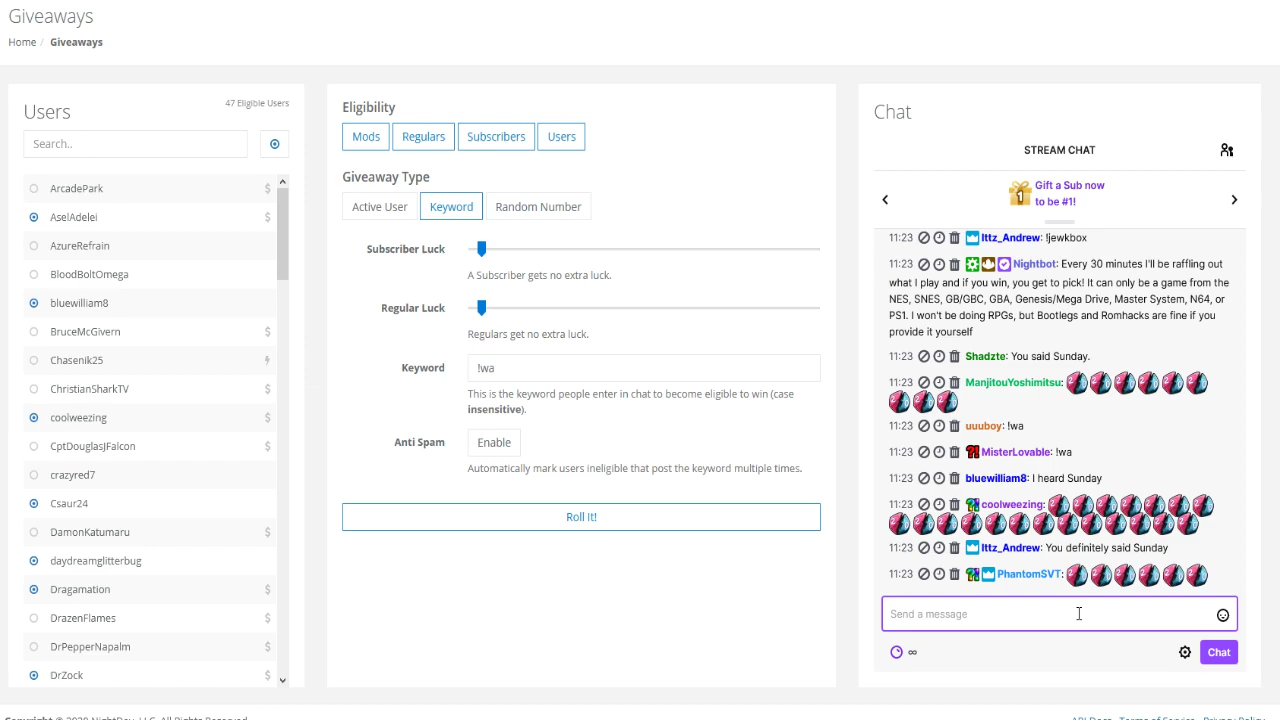 Giveaways
Home / Giveaways
Users
47 Eligible Users
Search..
ArcadePark $
AselAdelei $
AzureRefrain
BloodBoltOmega
bluewilliam8
BruceMcGivern $
Chasenik25
ChristianSharkTV $
coolweezing $
CptDouglasJFalcon $
crazyred7
Csaur24 $
DamonKatumaru $
daydreamglitterbug
Dragamation $
DrazenFlames $
DrPepperNapalm $
DrZock $
Eligibility
Mods Regulars Subscribers Users
Giveaway Type
Active User Keyword Random Number
Subscriber Luck
A Subscriber gets no extra luck.
Regular Luck
Regulars get no extra luck.
Keyword !wa
This is the keyword people enter in chat to become eligible to win (case
insensitive).
Anti Spam Enable
Automatically mark users ineligible that post the keyword multiple times.
Roll It!
Chat
STREAM CHAT
1 Gift a Sub now
to be #1!
11:23 Ittz_Andrew: !jewkbox
11:23 Nightbot: Every 30 minutes I'll be raffling out
what I play and if you win, you get to pick! It can only be a game from the
NES, SNES, GB/GBC, GBA, Genesis/Mega Drive, Master System, N64, or
PS1. I won't be doing RPGs, but Bootlegs and Romhacks are fine if you
provide it yourself
11:23 Shadzte: You said Sunday.
11:23 ManjitouYoshimitsu:
11:23 uuuboy: !wa
11:23 MisterLovable: !wa
11:23 bluewilliam8: I heard Sunday
11:23 coolweezing:
11:23 Ittz_Andrew: You definitely said Sunday
11:23 PhantomSVT:
Send a message
∞ Chat